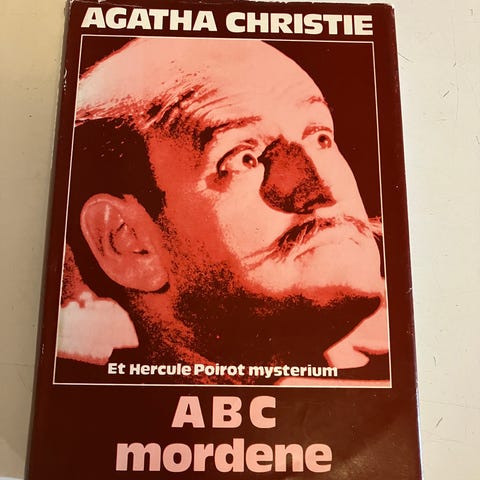 AGATHA CHRISTIE
Et Hercule Poirot mysterium
ABC
mordene